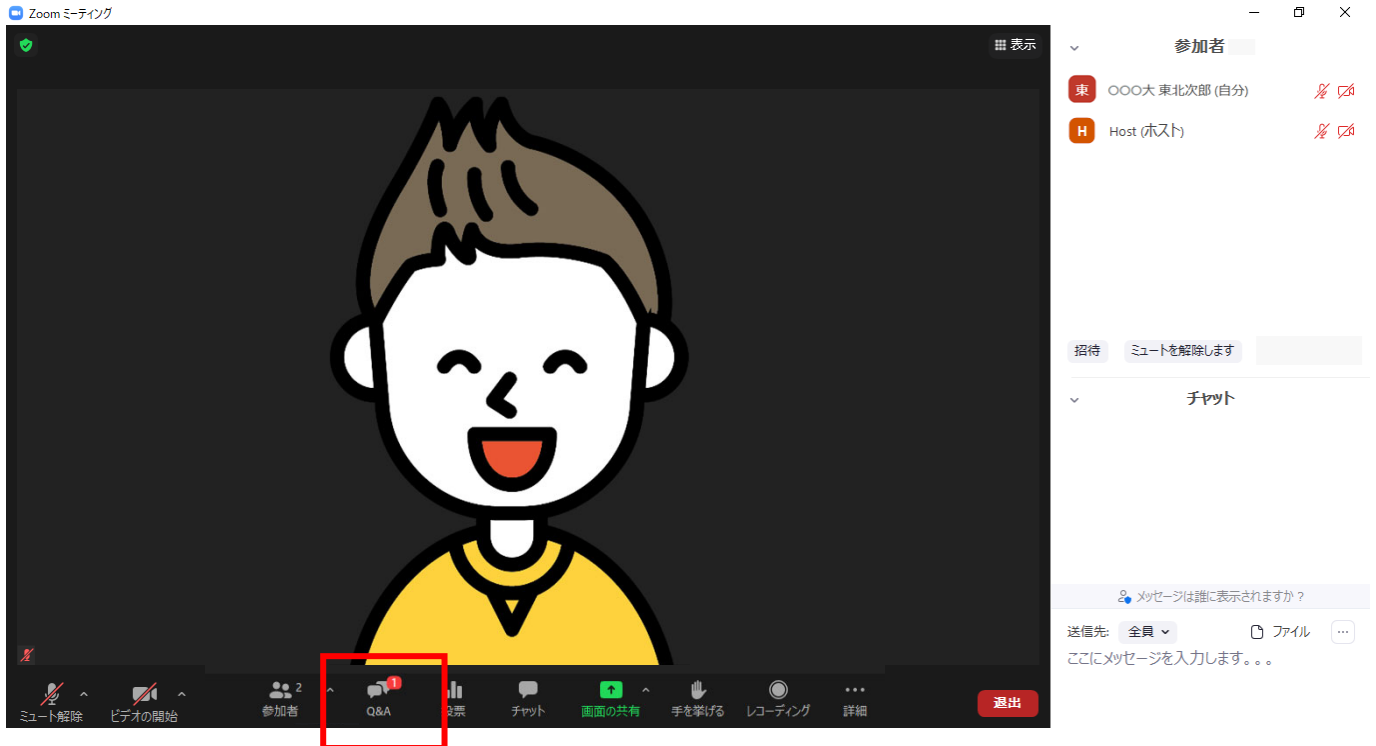 Zoom ミーティング
表示
参加者
東 〇〇〇大 東北次郎 (自分)
H Host (ホスト)
招待 ミュートを解除します
チャット
メッセージは誰に表示されますか？
送信先: 全員 ファイル
ここにメッセージを入力します。。。
ミュート解除 ビデオの開始 参加者 2 Q&A 1 投票 チャット 画面の共有 手を挙げる レコーディング 詳細 退出